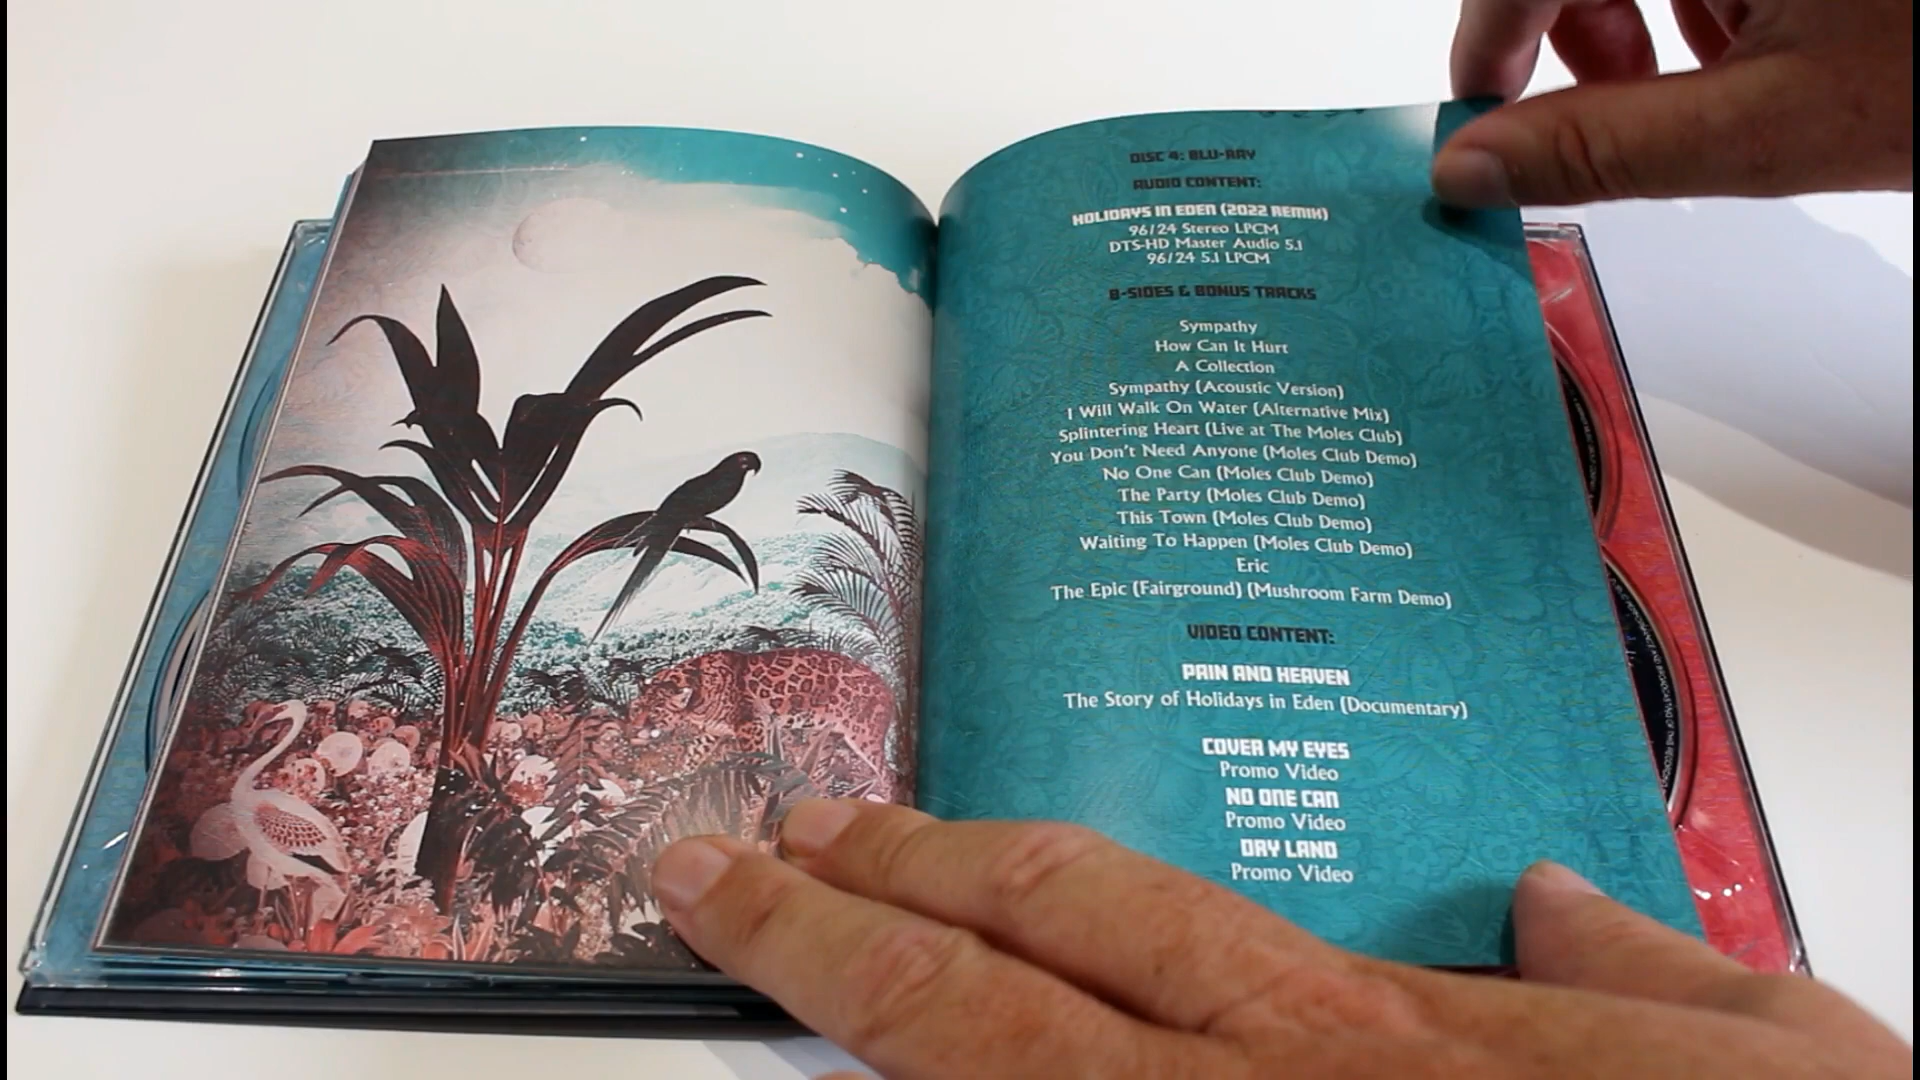 DISC 4: BLU-RAY
AUDIO CONTENT:
HOLIDAYS IN EDEN (2022 REMIX)
96/24 Stereo LPCM
DTS-HD Master Audio 5.1
96/24 5.1 LPCM
B-SIDES & BONUS TRACKS
Sympathy
How Can It Hurt
A Collection
Sympathy (Acoustic Version)
I Will Walk On Water (Alternative Mix)
Splintering Heart (Live at The Moles Club)
You Don't Need Anyone (Moles Club Demo)
No One Can (Moles Club Demo)
The Party (Moles Club Demo)
This Town (Moles Club Demo)
Waiting To Happen (Moles Club Demo)
Eric
The Epic (Fairground) (Mushroom Farm Demo)
VIDEO CONTENT:
PAIN AND HEAVEN
The Story of Holidays in Eden (Documentary)
COVER MY EYES
Promo Video
NO ONE CAN
Promo Video
DRY LAND
Promo Video